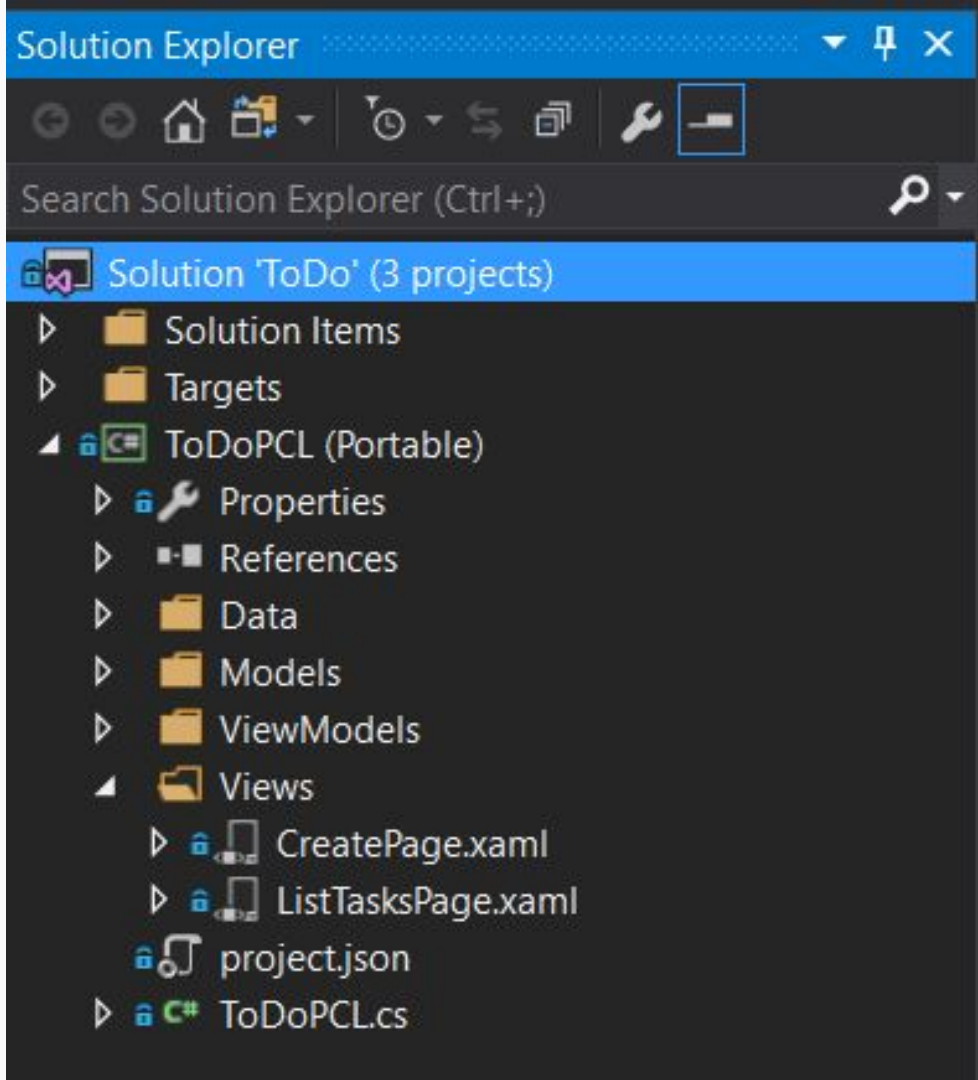 Solution Explorer
Search Solution Explorer (Ctrl+;)
Solution 'ToDo' (3 projects)
Solution Items
Targets
C# ToDoPCL (Portable)
Properties
References
Data
Models
ViewModels
Views
CreatePage.xaml
ListTasksPage.xaml
project.json
C# ToDoPCL.cs